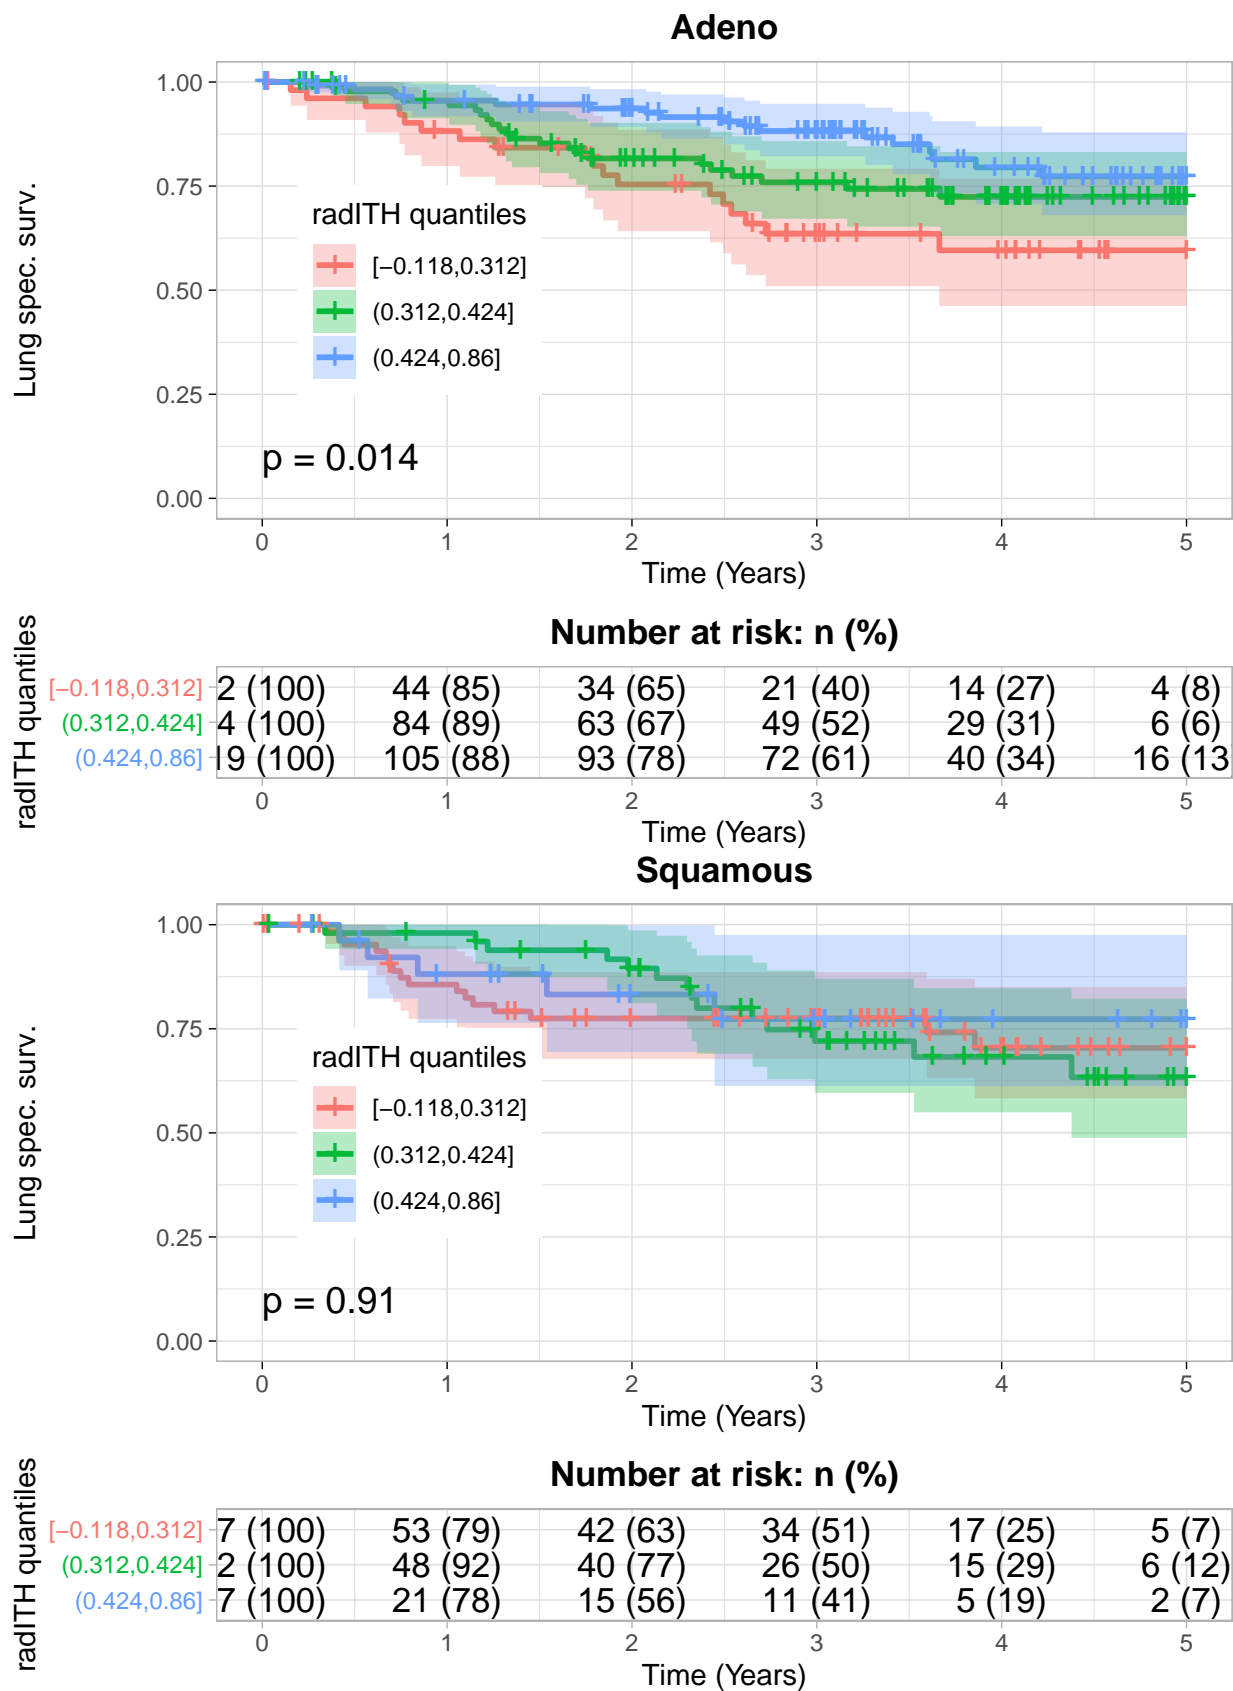 Adeno
Lung spec. surv.
1.00
0.75
0.50
0.25
0.00
radITH quantiles
[−0.118,0.312]
(0.312,0.424]
(0.424,0.86]
p = 0.014
0 1 2 3 4 5
Time (Years)
Number at risk: n (%)
radITH quantiles
[−0.118,0.312] 2 (100) 44 (85) 34 (65) 21 (40) 14 (27) 4 (8)
(0.312,0.424] 4 (100) 84 (89) 63 (67) 49 (52) 29 (31) 6 (6)
(0.424,0.86] 19 (100) 105 (88) 93 (78) 72 (61) 40 (34) 16 (13
0 1 2 3 4 5
Time (Years)
Squamous
Lung spec. surv.
1.00
0.75
0.50
0.25
0.00
radITH quantiles
[−0.118,0.312]
(0.312,0.424]
(0.424,0.86]
p = 0.91
0 1 2 3 4 5
Time (Years)
Number at risk: n (%)
radITH quantiles
[−0.118,0.312] 7 (100) 53 (79) 42 (63) 34 (51) 17 (25) 5 (7)
(0.312,0.424] 2 (100) 48 (92) 40 (77) 26 (50) 15 (29) 6 (12)
(0.424,0.86] 7 (100) 21 (78) 15 (56) 11 (41) 5 (19) 2 (7)
0 1 2 3 4 5
Time (Years)